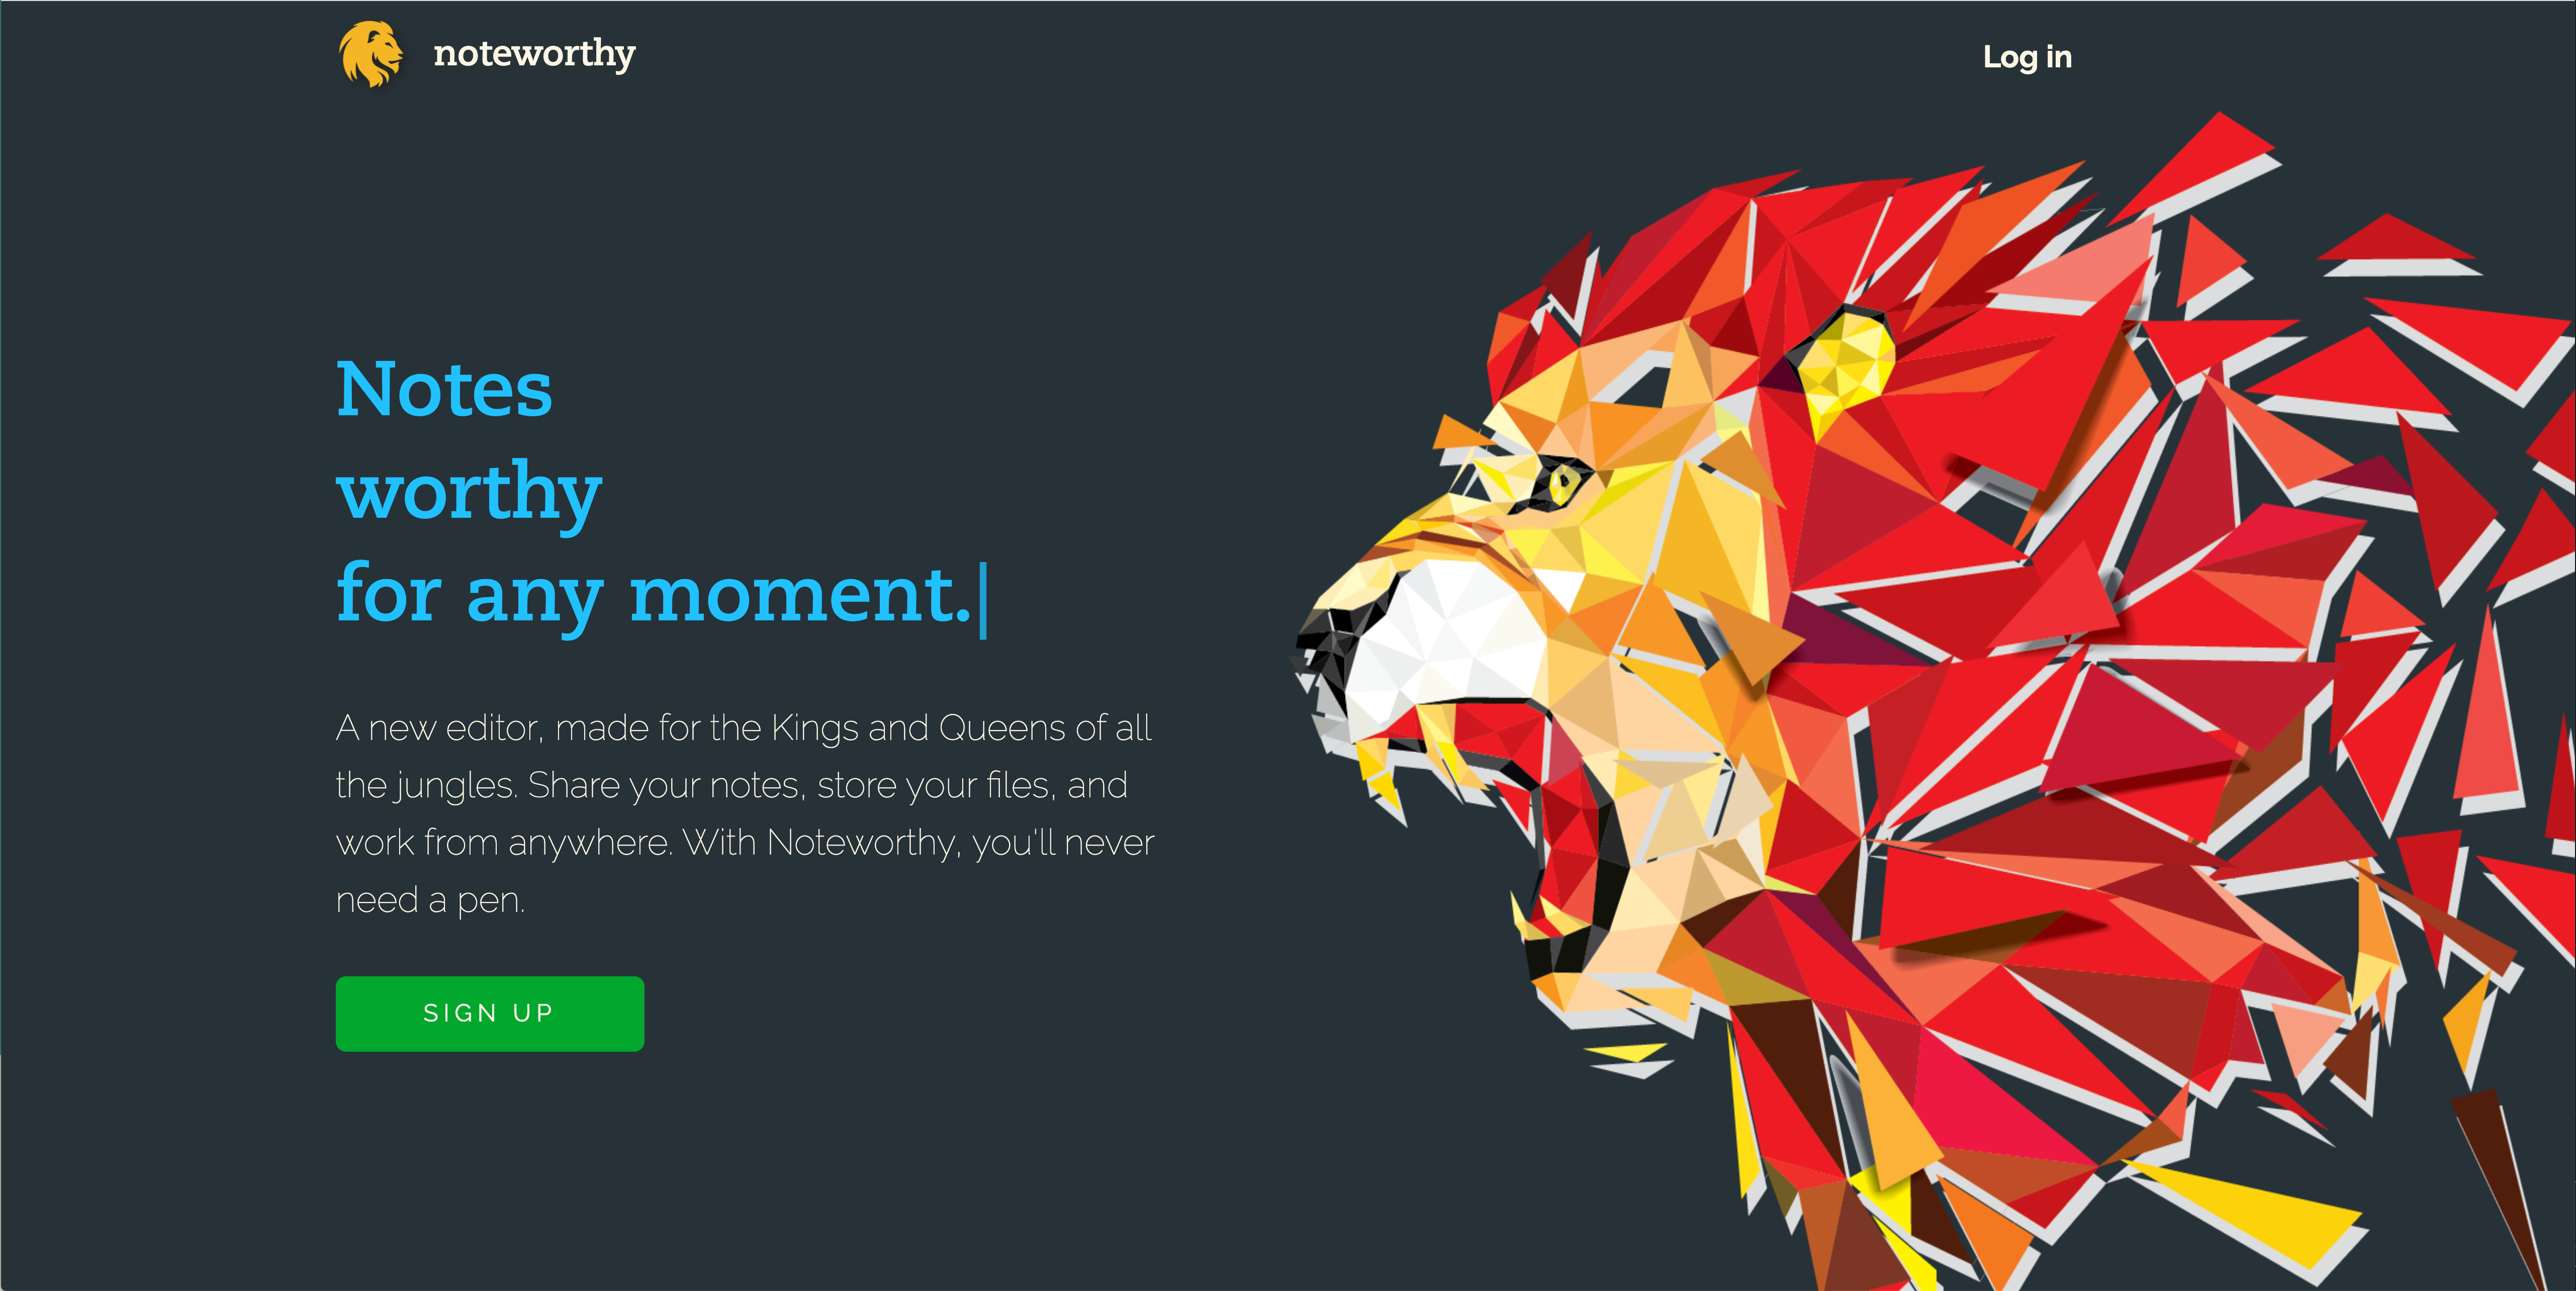 noteworthy
Log in
Notes
worthy
for any moment.|
A new editor, made for the Kings and Queens of all
the jungles. Share your notes, store your files, and
work from anywhere. With Noteworthy, you'll never
need a pen.
SIGN UP